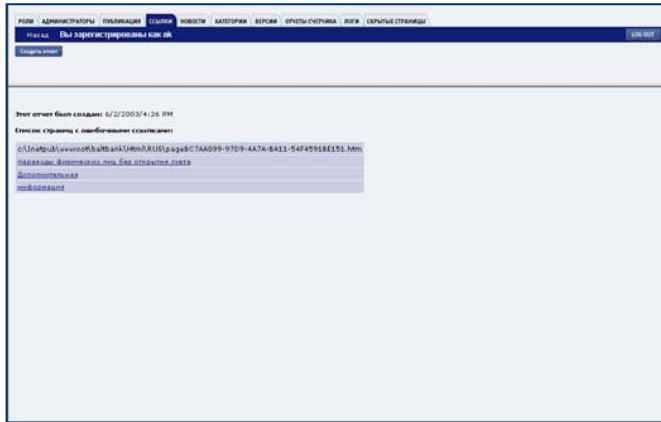 РОЛИ АДМИНИСТРАТОРЫ ПУБЛИКАЦИЯ ССЫЛКИ НОВОСТИ КАТЕГОРИИ ВЕРСИИ ОТЧЕТЫ СЧЕТЧИКА ЛОГИ СКРЫТЫЕ СТРАНИЦЫ
Назад Вы зарегистрированы как ak LOG OUT
Создать отчет
Этот отчет был создан: 6/2/2003/4:26 PM
Список страниц с ошибочными ссылками:
c:\Inetpub\wwwroot\baltbank\Html\RUS\page8C7AA099-97D9-4A7A-BA11-54F4591BE151.htm
переводы физических лиц без открытия счета
Дополнительная
информация